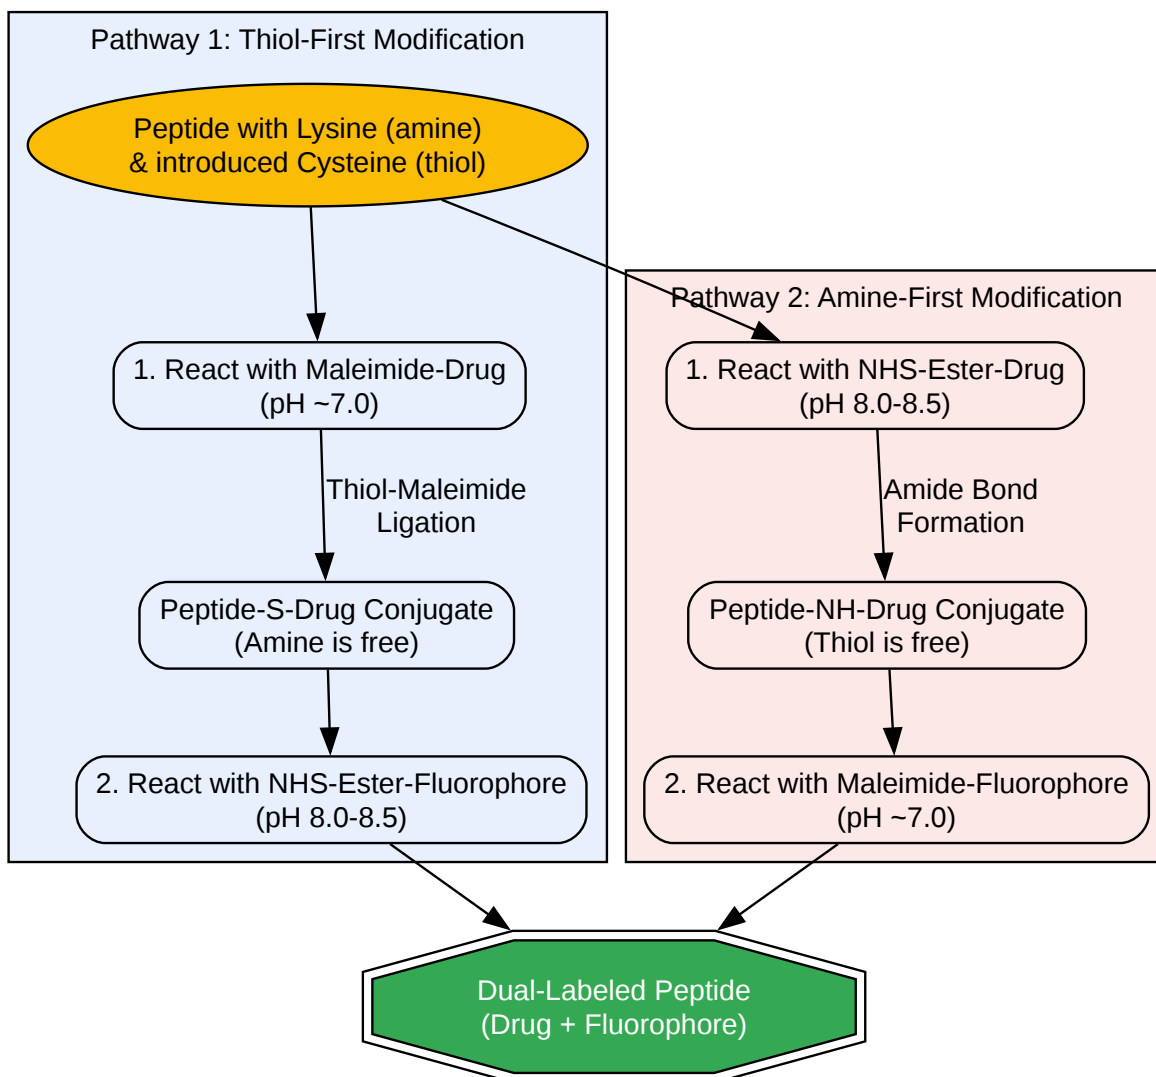 Pathway 1: Thiol-First Modification
Peptide with Lysine (amine)
& introduced Cysteine (thiol)
1. React with Maleimide-Drug
(pH ~7.0)
Thiol-Maleimide
Ligation
Peptide-S-Drug Conjugate
(Amine is free)
2. React with NHS-Ester-Fluorophore
(pH 8.0-8.5)
Pathway 2: Amine-First Modification
1. React with NHS-Ester-Drug
(pH 8.0-8.5)
Amide Bond
Formation
Peptide-NH-Drug Conjugate
(Thiol is free)
2. React with Maleimide-Fluorophore
(pH ~7.0)
Dual-Labeled Peptide
(Drug + Fluorophore)